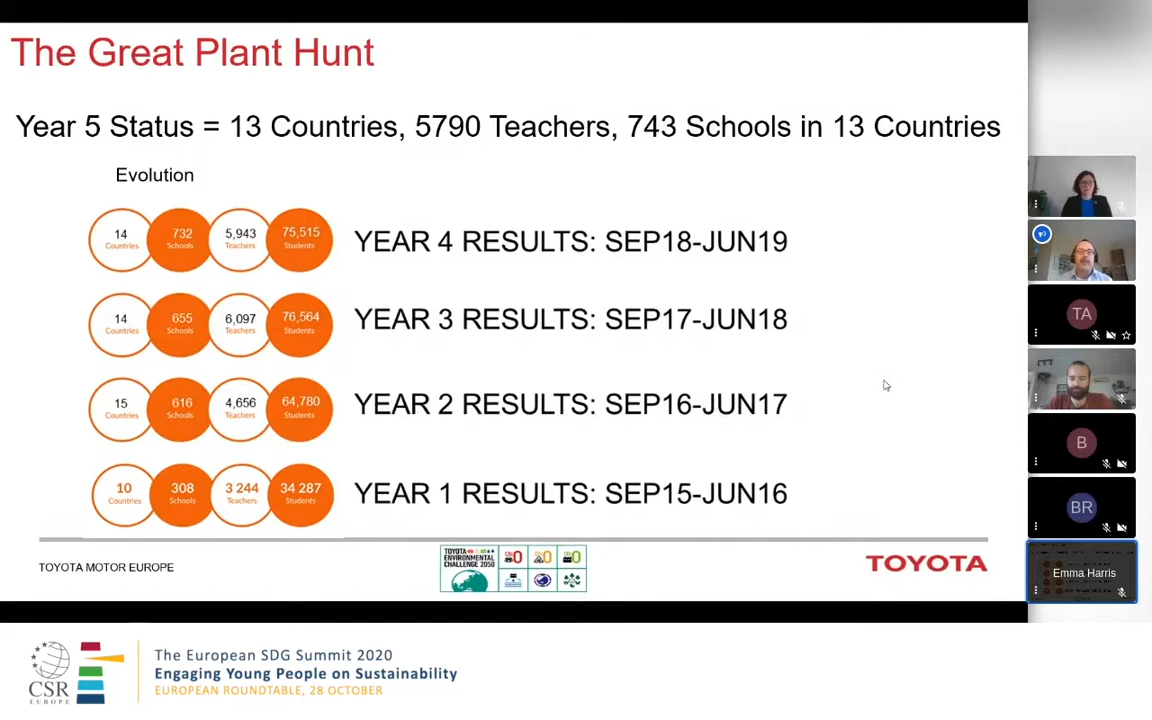 The Great Plant Hunt
Year 5 Status = 13 Countries, 5790 Teachers, 743 Schools in 13 Countries
Evolution
14 Countries
732 Schools
5,943 Teachers
75,515 Students
YEAR 4 RESULTS: SEP18-JUN19
14 Countries
655 Schools
6,097 Teachers
76,564 Students
YEAR 3 RESULTS: SEP17-JUN18
15 Countries
616 Schools
4,656 Teachers
64,780 Students
YEAR 2 RESULTS: SEP16-JUN17
10 Countries
308 Schools
3 244 Teachers
34 287 Students
YEAR 1 RESULTS: SEP15-JUN16
TOYOTA MOTOR EUROPE
TOYOTA
ENVIRONMENTAL
CHALLENGE 2050
TOYOTA
TA
B
BR
Emma Harris
CSR
EUROPE
The European SDG Summit 2020
Engaging Young People on Sustainability
EUROPEAN ROUNDTABLE, 28 OCTOBER